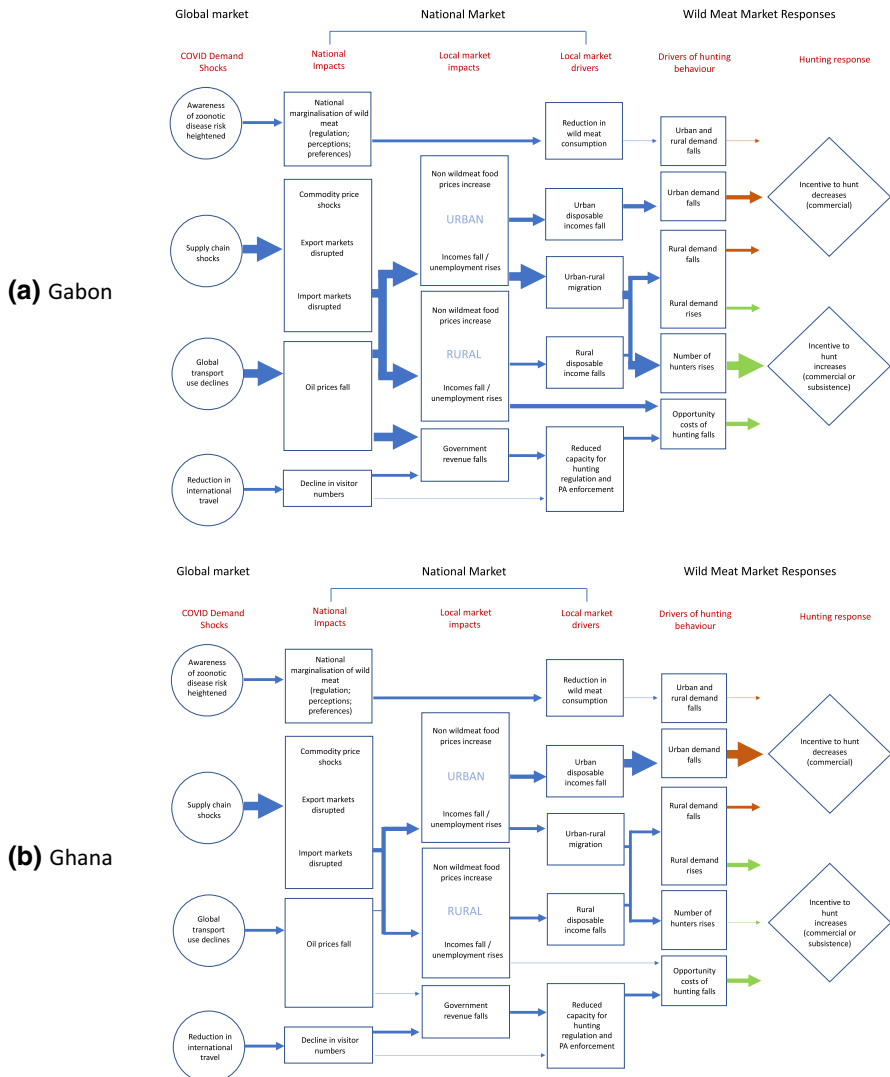 Global market
National Market
Wild Meat Market Responses
COVID Demand
Shocks
National
Impacts
Local market
impacts
Local market
drivers
Drivers of hunting
behaviour
Hunting response
Awareness
of zoonotic
disease risk
heightened
National
marginalisation of wild
meat
(regulation;
perceptions;
preferences)
Reduction in
wild meat
consumption
Urban and
rural demand
falls
Incentive to hunt
decreases
(commercial)
Supply chain
shocks
Commodity price
shocks
Export markets
disrupted
Import markets
disrupted
Non wildmeat food
prices increase
URBAN
Incomes fall /
unemployment rises
Urban
disposable
incomes fall
Urban demand
falls
Urban-rural
migration
Rural demand
falls
Rural demand
rises
(a) Gabon
Global
transport
use declines
Oil prices fall
Non wildmeat food
prices increase
RURAL
Incomes fall /
unemployment rises
Rural
disposable
income falls
Number of
hunters rises
Incentive to
hunt
increases
(commercial or
subsistence)
Opportunity
costs of
hunting falls
Reduction in
international
travel
Decline in visitor
numbers
Government
revenue falls
Reduced
capacity for
hunting
regulation and
PA enforcement
Global market
National Market
Wild Meat Market Responses
COVID Demand
Shocks
National
Impacts
Local market
impacts
Local market
drivers
Drivers of hunting
behaviour
Hunting response
Awareness
of zoonotic
disease risk
heightened
National
marginalisation of wild
meat
(regulation;
perceptions;
preferences)
Reduction in
wild meat
consumption
Urban and
rural demand
falls
Incentive to hunt
decreases
(commercial)
Supply chain
shocks
Commodity price
shocks
Export markets
disrupted
Import markets
disrupted
Non wildmeat food
prices increase
URBAN
Incomes fall /
unemployment rises
Urban
disposable
incomes fall
Urban demand
falls
Urban-rural
migration
Rural demand
falls
Rural demand
rises
(b) Ghana
Global
transport
use declines
Oil prices fall
Non wildmeat food
prices increase
RURAL
Incomes fall /
unemployment rises
Rural
disposable
income falls
Number of
hunters rises
Incentive to
hunt
increases
(commercial or
subsistence)
Opportunity
costs of
hunting falls
Reduction in
international
travel
Decline in visitor
numbers
Government
revenue falls
Reduced
capacity for
hunting
regulation and
PA enforcement